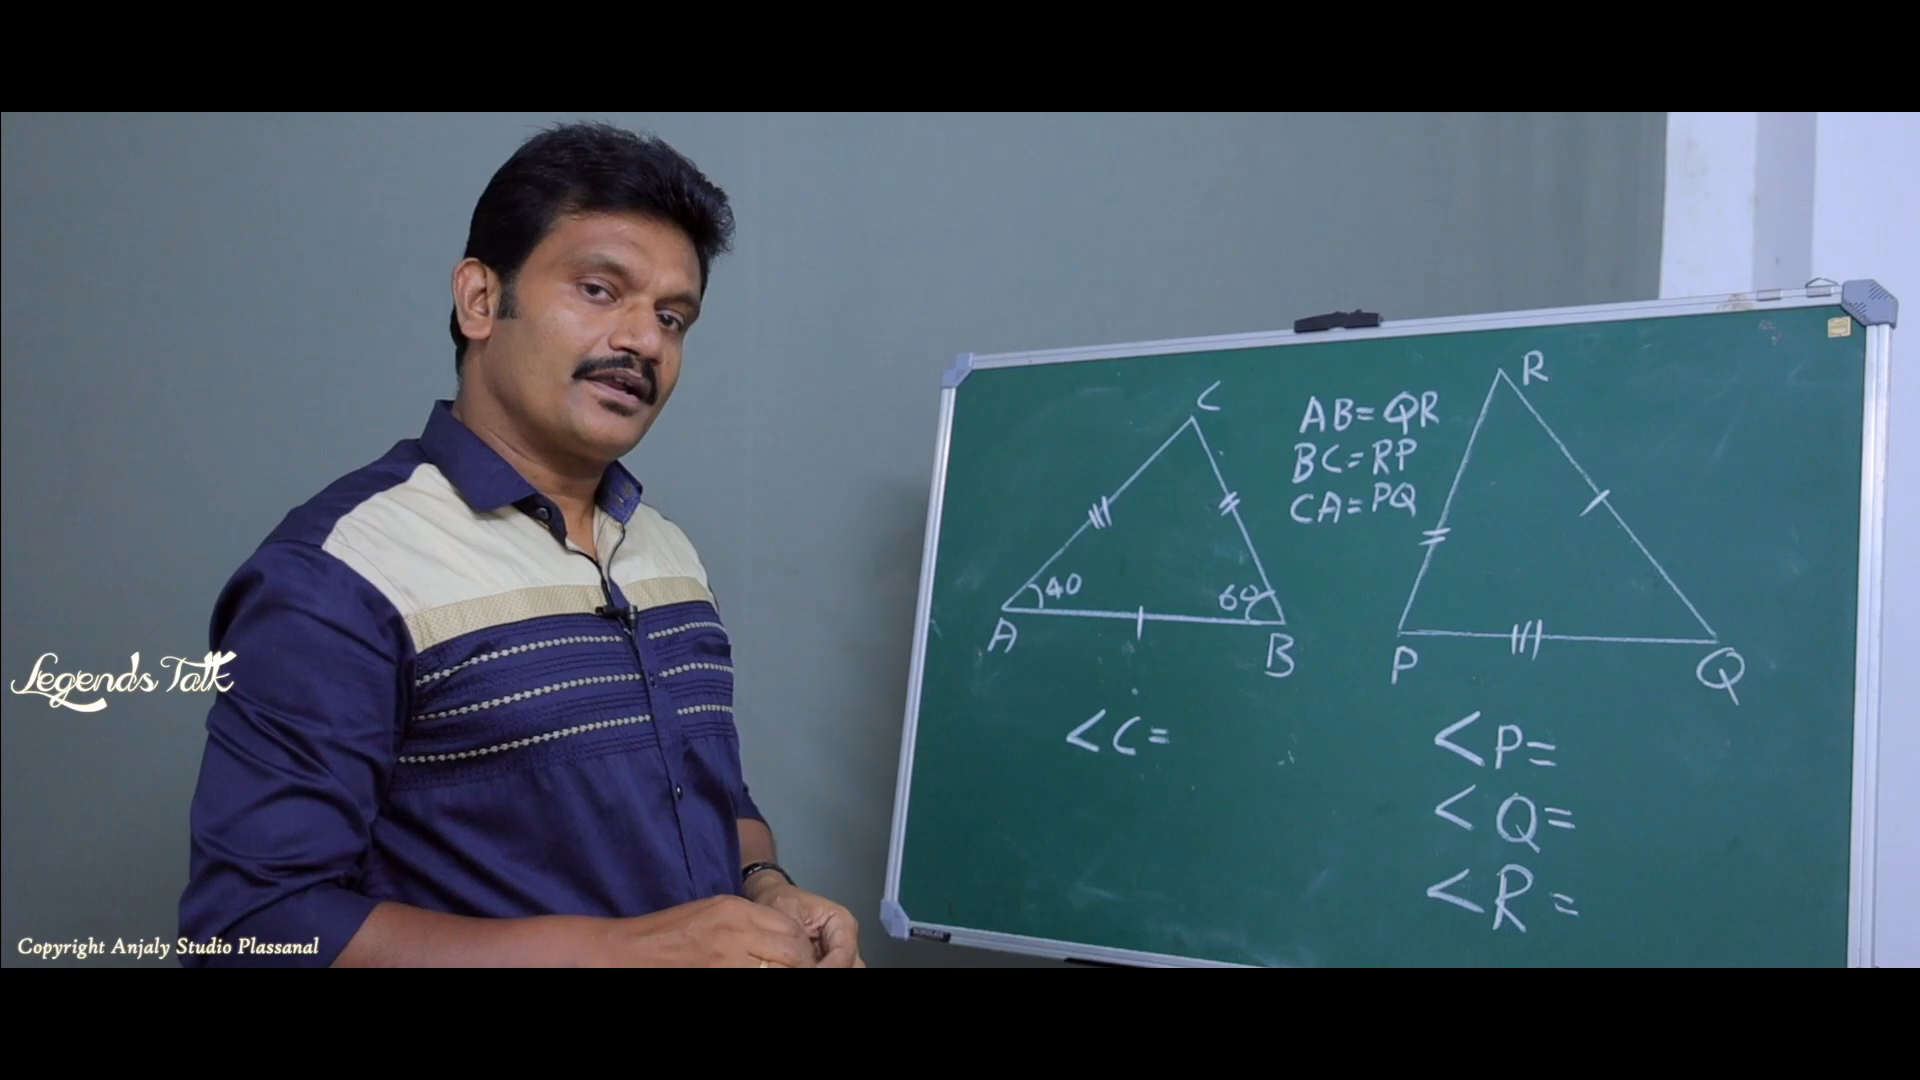 C
R
AB=QR
BC=RP
CA=PQ
40
60
A
B
P
Q
<C=
<P=
<Q=
<R=
Legends Talk
Copyright Anjaly Studio Plassanal